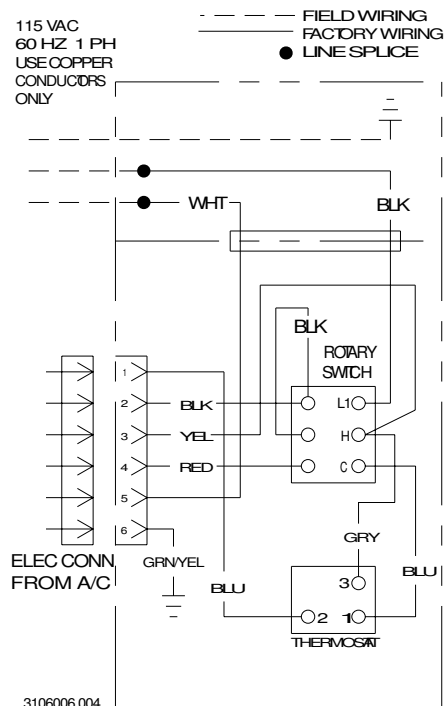 115 VAC
60 HZ 1 PH
USE COPPER
CONDUCTORS
ONLY
FIELD WIRING
FACTORY WIRING
LINE SPLICE
WHT
BLK
BLK
ROTARY
SWITCH
1
2
BLK
L1
3
YEL
H
4
RED
C
5
6
GRN/YEL
GRY
BLU
BLU
ELEC CONN.
FROM A/C
3
2
1
THERMOSTAT
3106006.004